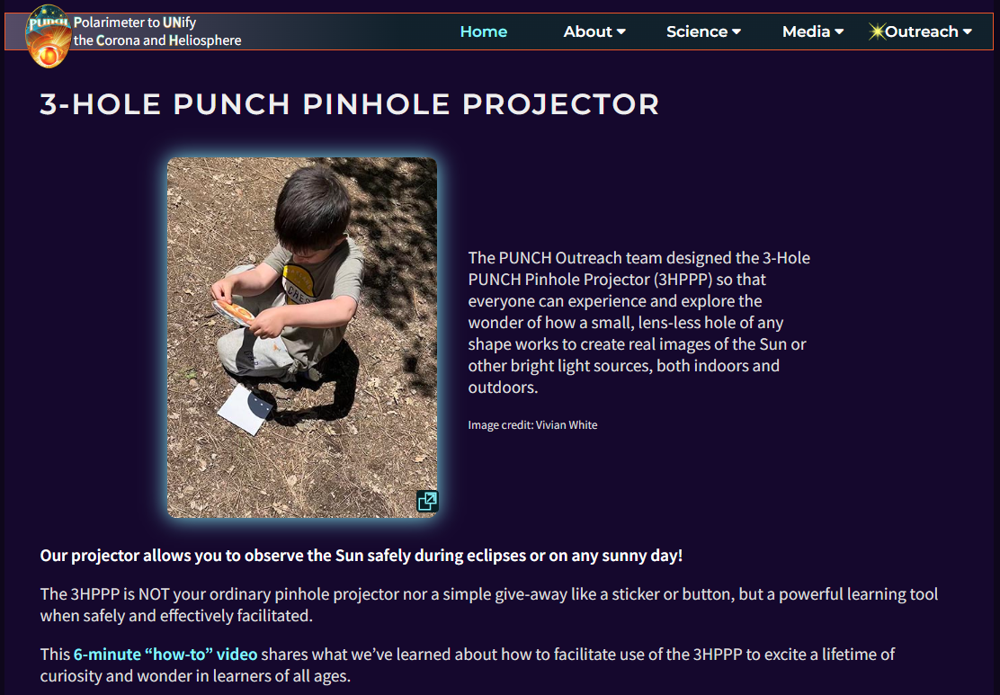 PUNCH
Polarimeter to UNify
the Corona and Heliosphere
Home
About
Science
Media
Outreach
3-HOLE PUNCH PINHOLE PROJECTOR
The PUNCH Outreach team designed the 3-Hole
PUNCH Pinhole Projector (3HPPP) so that
everyone can experience and explore the
wonder of how a small, lens-less hole of any
shape works to create real images of the Sun or
other bright light sources, both indoors and
outdoors.
Image credit: Vivian White
Our projector allows you to observe the Sun safely during eclipses or on any sunny day!
The 3HPPP is NOT your ordinary pinhole projector nor a simple give-away like a sticker or button, but a powerful learning tool
when safely and effectively facilitated.
This 6-minute “how-to” video shares what we’ve learned about how to facilitate use of the 3HPPP to excite a lifetime of
curiosity and wonder in learners of all ages.